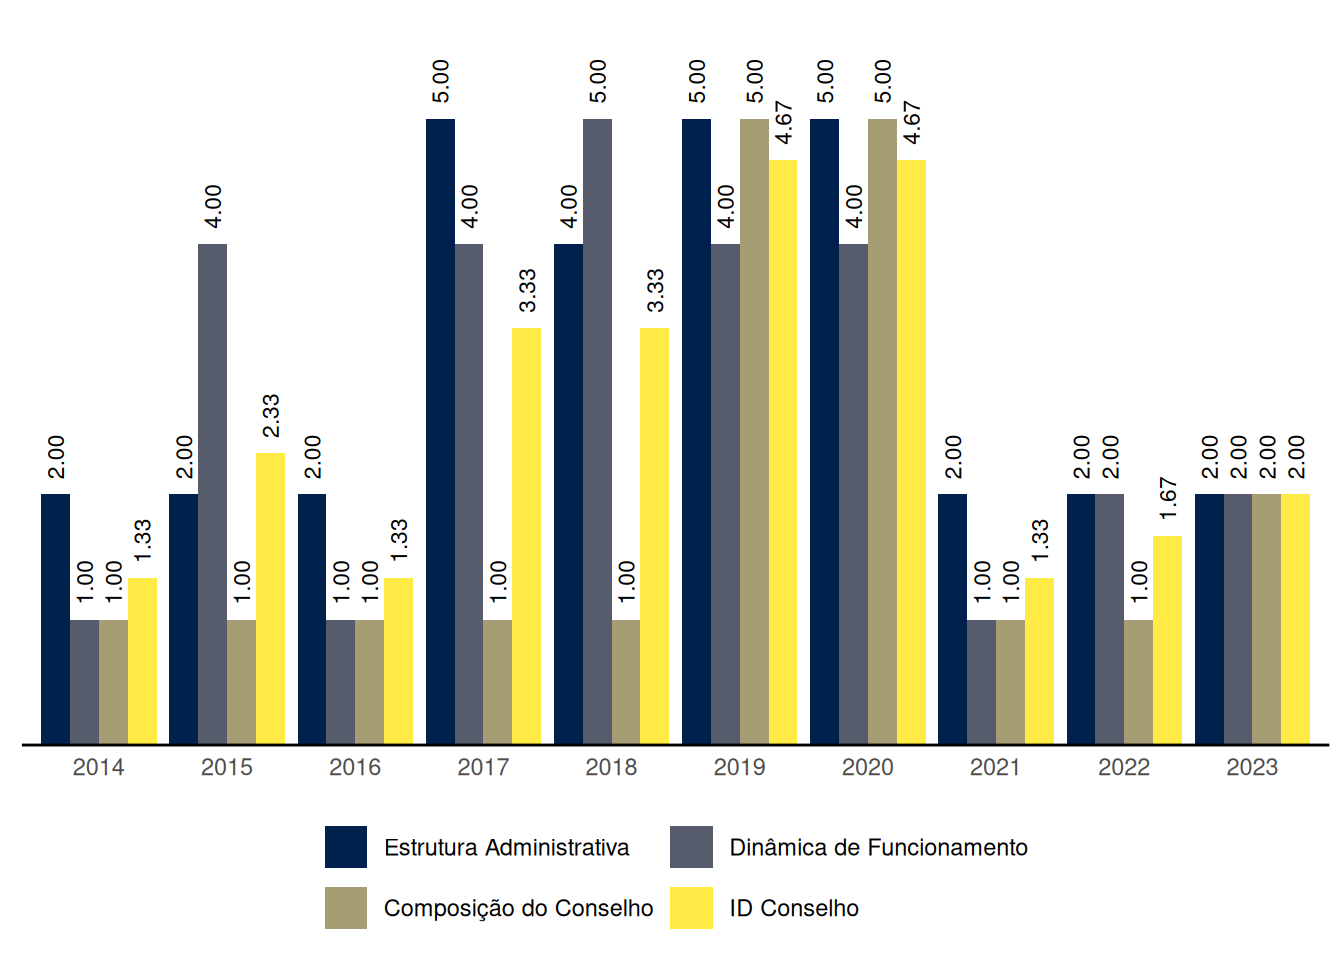 5.00 5.00 5.00 5.00 5.00 5.00
4.67 4.67
4.00 4.00 4.00 4.00 4.00
3.33 3.33
2.33
2.00 2.00 2.00 2.00 2.00 2.00 2.00 2.00 2.00 2.00
1.67
1.33 1.33 1.33
1.00 1.00 1.00 1.00 1.00 1.00 1.00 1.00 1.00 1.00
2014 2015 2016 2017 2018 2019 2020 2021 2022 2023
Estrutura Administrativa Dinâmica de Funcionamento
Composição do Conselho ID Conselho